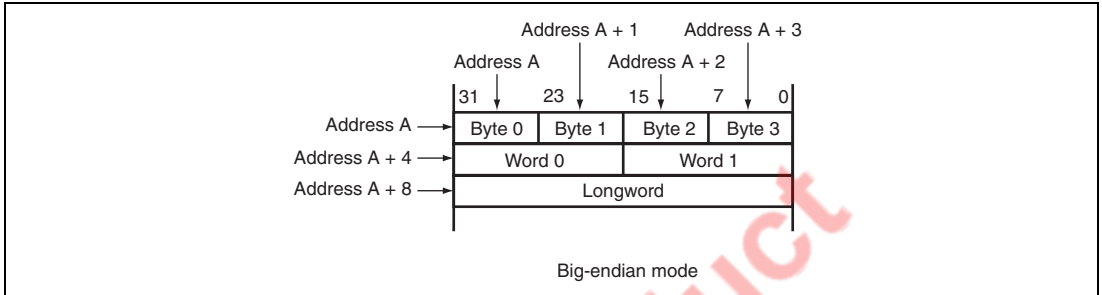 Address A + 1 Address A + 3
Address A Address A + 2
31 23 15 7 0
Address A Byte 0 Byte 1 Byte 2 Byte 3
Address A + 4 Word 0 Word 1
Address A + 8 Longword
uct
Big-endian mode